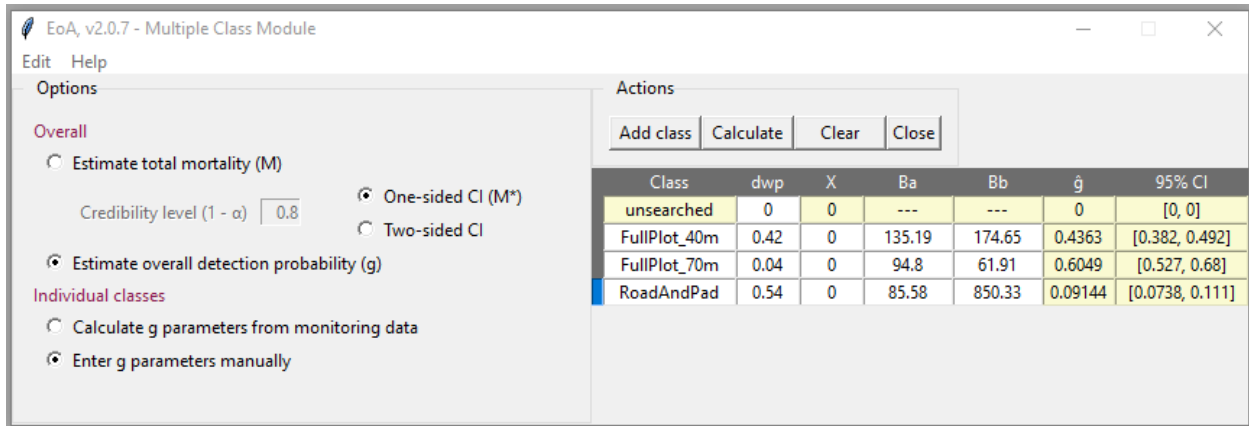 EoA, v2.0.7 - Multiple Class Module
Edit Help
Options
Overall
Estimate total mortality (M)
Credibility level (1 - α) 0.8
One-sided CI (M*)
Two-sided CI
Estimate overall detection probability (g)
Individual classes
Calculate g parameters from monitoring data
Enter g parameters manually
Actions
Add class Calculate Clear Close
Class dwp X Ba Bb ĝ 95% CI
unsearched 0 0 --- --- 0 [0, 0]
FullPlot_40m 0.42 0 135.19 174.65 0.4363 [0.382, 0.492]
FullPlot_70m 0.04 0 94.8 61.91 0.6049 [0.527, 0.68]
RoadAndPad 0.54 0 85.58 850.33 0.09144 [0.0738, 0.111]